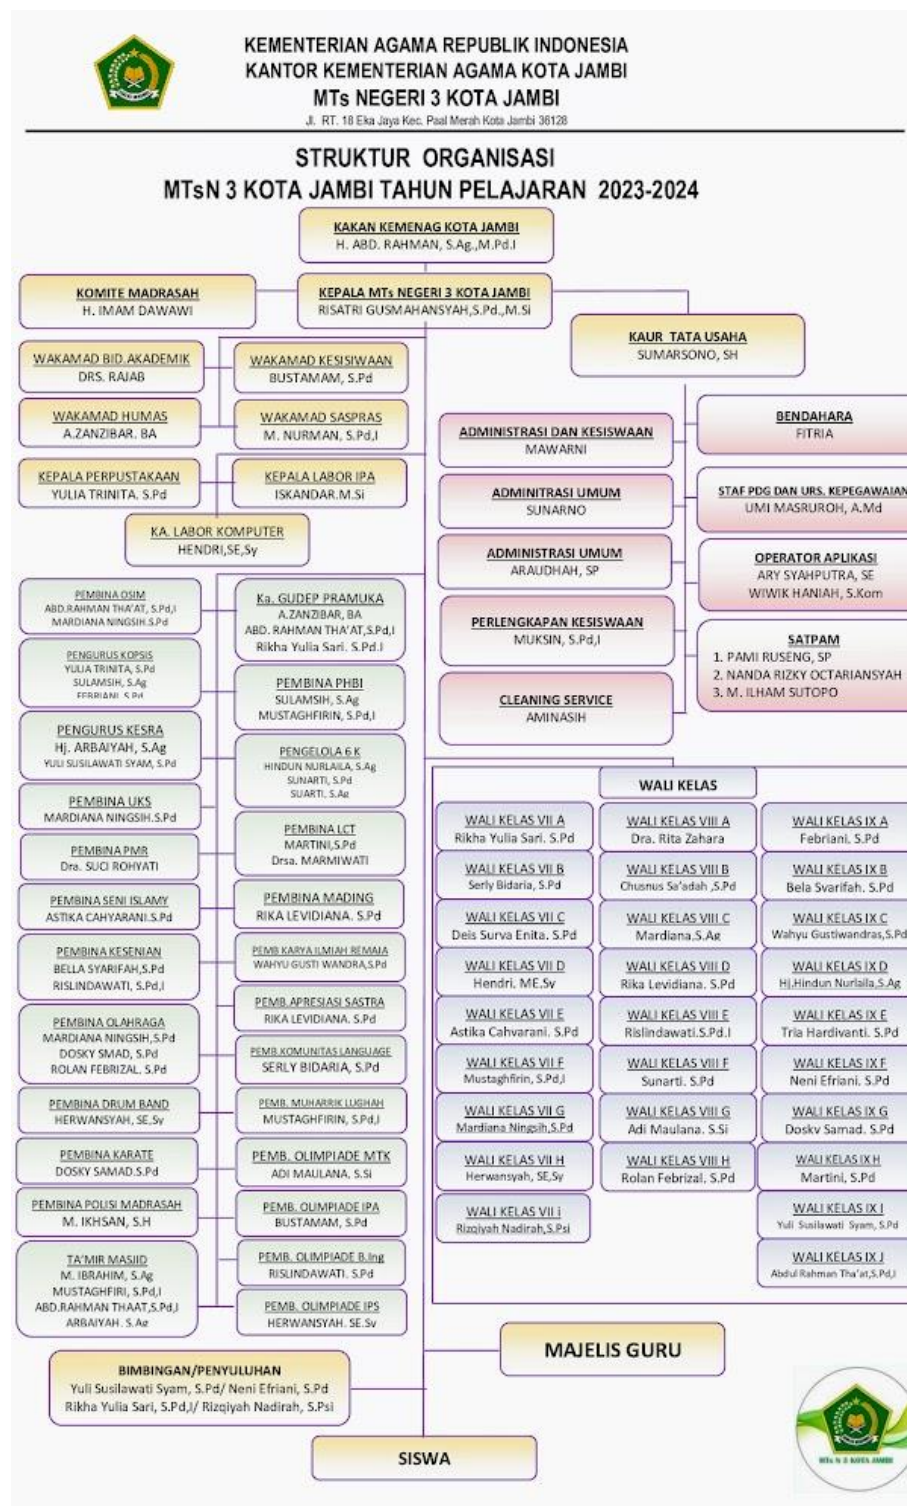 KEMENTERIAN AGAMA REPUBLIK INDONESIA
KANTOR KEMENTERIAN AGAMA KOTA JAMBI
MTs NEGERI 3 KOTA JAMBI
Jl. RT. 18 Eka Jaya Kec. Paal Merah Kota Jambi 36128
STRUKTUR ORGANISASI
MTsN 3 KOTA JAMBI TAHUN PELAJARAN 2023-2024
KAKAN KEMENAG KOTA JAMBI
H. ABD. RAHMAN, S.Ag.,M.Pd.I
KOMITE MADRASAH
H. IMAM DAWAWI
KEPALA MTs NEGERI 3 KOTA JAMBI
RISATRI GUSMAHANSYAH,S.Pd.,M.Si
KAUR TATA USAHA
SUMARSONO, SH
WAKAMAD BID.AKADEMIK
DRS. RAJAB
WAKAMAD KESISIWAAN
BUSTAMAM, S.Pd
WAKAMAD HUMAS
A.ZANZIBAR. BA
WAKAMAD SASPRAS
M. NURMAN, S.Pd,I
KEPALA PERPUSTAKAAN
YULIA TRINITA. S.Pd
KEPALA LABOR IPA
ISKANDAR.M.Si
KA. LABOR KOMPUTER
HENDRI,SE,Sy
ADMINISTRASI DAN KESISWAAN
MAWARNI
BENDAHARA
FITRIA
ADMINITRASI UMUM
SUNARNO
STAF PDG DAN URS. KEPEGAWAIAN
UMI MASRUROH, A.Md
ADMINISTRASI UMUM
ARAUDHAH, SP
OPERATOR APLIKASI
ARY SYAHPUTRA, SE
WIWIK HANIAH, S.Kom
PERLENGKAPAN KESISWAAN
MUKSIN, S.Pd,I
SATPAM
1. PAMI RUSENG, SP
2. NANDA RIZKY OCTARIANSYAH
3. M. ILHAM SUTOPO
CLEANING SERVICE
AMINASIH
PEMBINA OSIM
ABD.RAHMAN THA'AT, S.Pd,I
MARDIANA NINGSIH.S.Pd
Ka. GUDEP PRAMUKA
A.ZANZIBAR, BA
ABD. RAHMAN THA'AT,S.Pd,I
Rikha Yulia Sari. S.Pd.I
PENGURUS KOPSIS
YULIA TRINITA, S.Pd
SULAMSIH, S.Ag
FEBRIANI. S.Pd
PEMBINA PHBI
SULAMSIH, S.Ag
MUSTAGHFIRIN, S.Pd,I
PENGURUS KESRA
Hj. ARBAIYAH, S.Ag
YULI SUSILAWATI SYAM, S.Pd
PENGELOLA 6 K
HINDUN NURLAILA, S.Ag
SUNARTI, S.Pd
SUARTI. S.Ag
PEMBINA UKS
MARDIANA NINGSIH.S.Pd
PEMBINA LCT
MARTINI,S.Pd
Drsa. MARMIWATI
PEMBINA PMR
Dra. SUCI ROHYATI
PEMBINA SENI ISLAMY
ASTIKA CAHYARANI.S.Pd
PEMBINA MADING
RIKA LEVIDIANA. S.Pd
PEMBINA KESENIAN
BELLA SYARIFAH,S.Pd
RISLINDAWATI, S.Pd,I
PEMB KARYA ILMIAH REMAJA
WAHYU GUSTI WANDRA,S.Pd
PEMB.APRESIASI SASTRA
RIKA LEVIDIANA. S.Pd
PEMBINA OLAHRAGA
MARDIANA NINGSIH,S.Pd
DOSKY SMAD, S.Pd
ROLAN FEBRIZAL. S.Pd
PEMB.KOMUNITAS LANGUAGE
SERLY BIDARIA, S.Pd
PEMBINA DRUM BAND
HERWANSYAH, SE,Sy
PEMB. MUHARRIK LUGHAH
MUSTAGHFIRIN, S.Pd,I
PEMBINA KARATE
DOSKY SAMAD.S.Pd
PEMB. OLIMPIADE MTK
ADI MAULANA. S.Si
PEMBINA POLISI MADRASAH
M. IKHSAN, S.H
PEMB. OLIMPIADE IPA
BUSTAMAM, S.Pd
TA'MIR MASJID
M. IBRAHIM, S.Ag
MUSTAGHFIRI, S.Pd,I
ABD.RAHMAN THAAT,S.Pd,I
ARBAIYAH. S.Ag
PEMB. OLIMPIADE B.Ing
RISLINDAWATI. S.Pd
PEMB. OLIMPIADE IPS
HERWANSYAH. SE.Sy
WALI KELAS
WALI KELAS VII A
Rikha Yulia Sari. S.Pd
WALI KELAS VIII A
Dra. Rita Zahara
WALI KELAS IX A
Febriani. S.Pd
WALI KELAS VII B
Serly Bidaria, S.Pd
WALI KELAS VIII B
Chusnus Sa'adah ,S.Pd
WALI KELAS IX B
Bela Svarifah. S.Pd
WALI KELAS VII C
Deis Surva Enita. S.Pd
WALI KELAS VIII C
Mardiana.S.Ag
WALI KELAS IX C
Wahyu Gustiwandras,S.Pd
WALI KELAS VII D
Hendri. ME.Sv
WALI KELAS VIII D
Rika Levidiana. S.Pd
WALI KELAS IX D
Hj.Hindun Nurlaila,S.Ag
WALI KELAS VII E
Astika Cahvarani. S.Pd
WALI KELAS VIII E
Rislindawati.S.Pd.I
WALI KELAS IX E
Tria Hardivanti. S.Pd
WALI KELAS VII F
Mustaghfirin, S.Pd,I
WALI KELAS VIII F
Sunarti. S.Pd
WALI KELAS IX F
Neni Efriani. S.Pd
WALI KELAS VII G
Mardiana Ningsih,S.Pd
WALI KELAS VIII G
Adi Maulana. S.Si
WALI KELAS IX G
Doskv Samad. S.Pd
WALI KELAS VII H
Herwansyah, SE,Sy
WALI KELAS VIII H
Rolan Febrizal. S.Pd
WALI KELAS IX H
Martini, S.Pd
WALI KELAS VII i
Rizqiyah Nadirah,S.Psi
WALI KELAS IX I
Yuli Susilawati Syam, S.Pd
WALI KELAS IX J
Abdul Rahman Tha'at,S.Pd,I
MAJELIS GURU
BIMBINGAN/PENYULUHAN
Yuli Susilawati Syam, S.Pd/ Neni Efriani, S.Pd
Rikha Yulia Sari, S.Pd,I/ Rizqiyah Nadirah, S.Psi
SISWA
MTs N 3 KOTA JAMBI